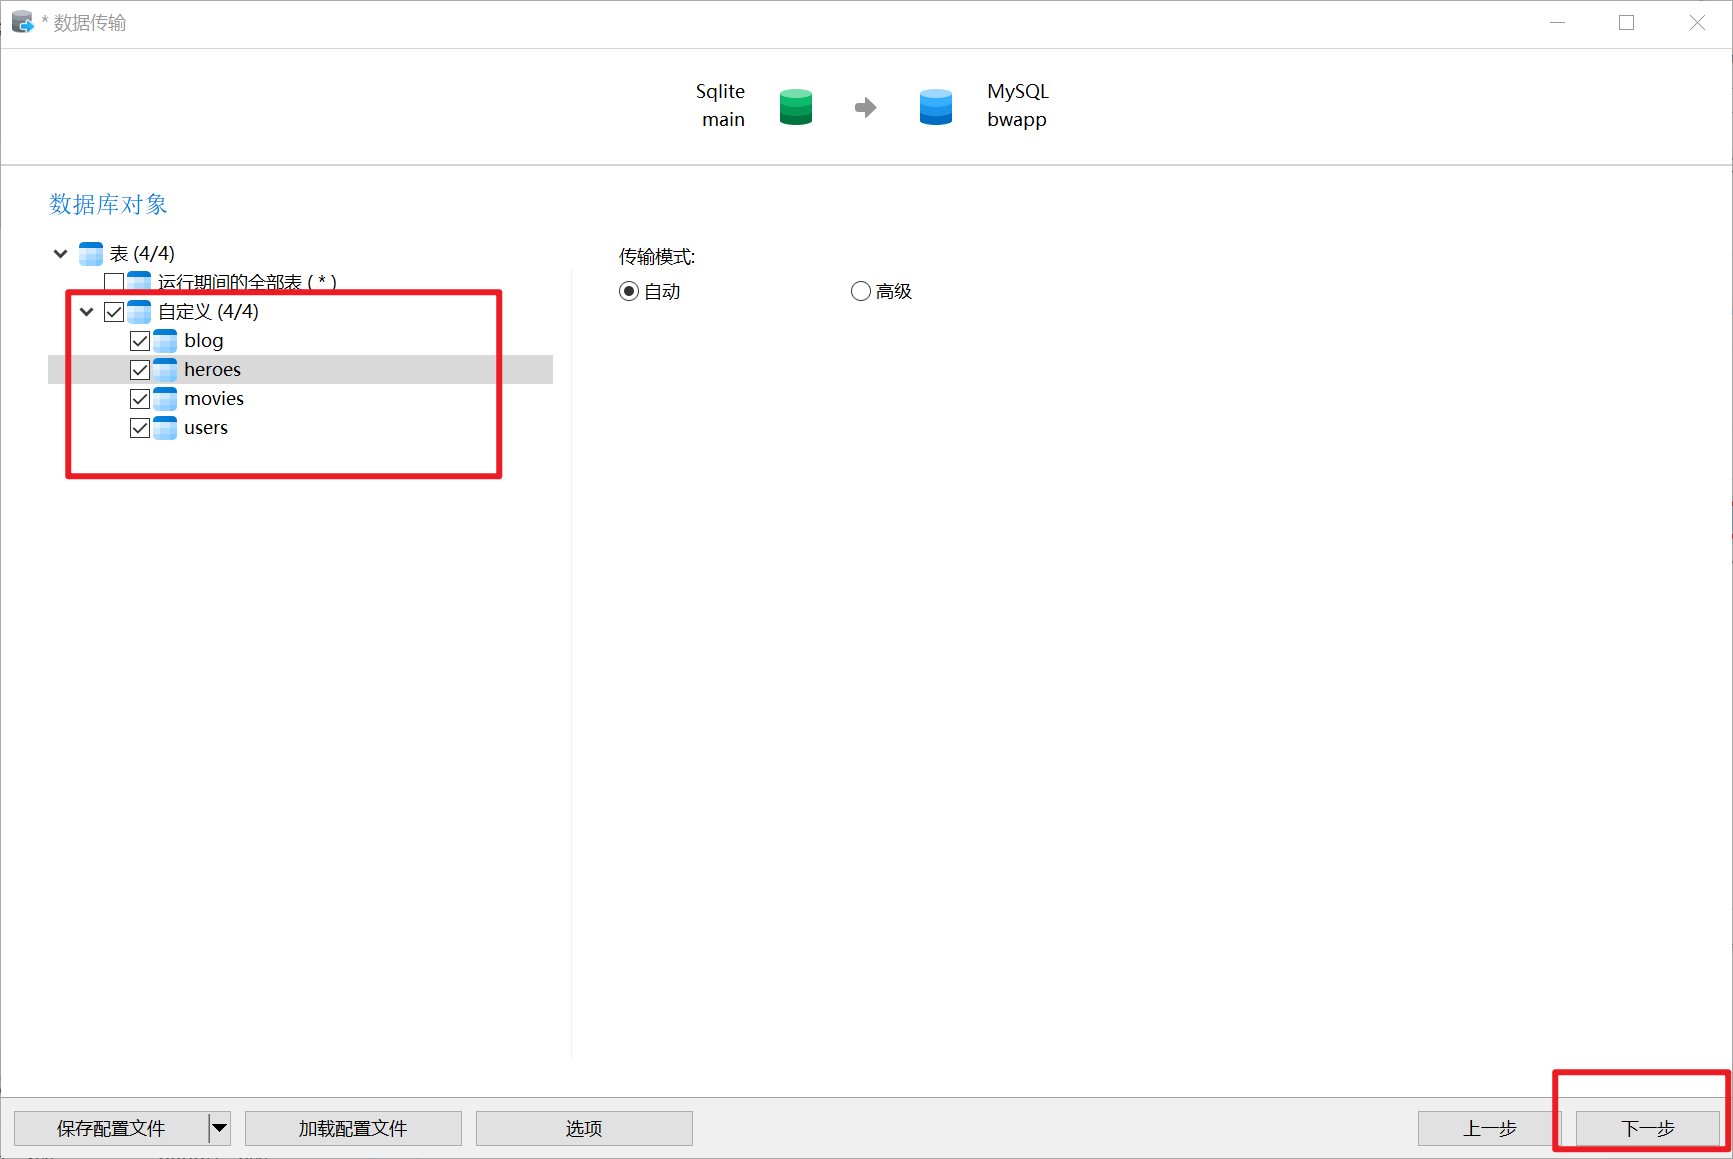 * 数据传输
Sqlite
main
MySQL
bwapp
数据库对象
表 (4/4)
运行期间的全部表 ( * )
自定义 (4/4)
blog
heroes
movies
users
传输模式:
自动
高级
保存配置文件
加载配置文件
选项
上一步
下一步